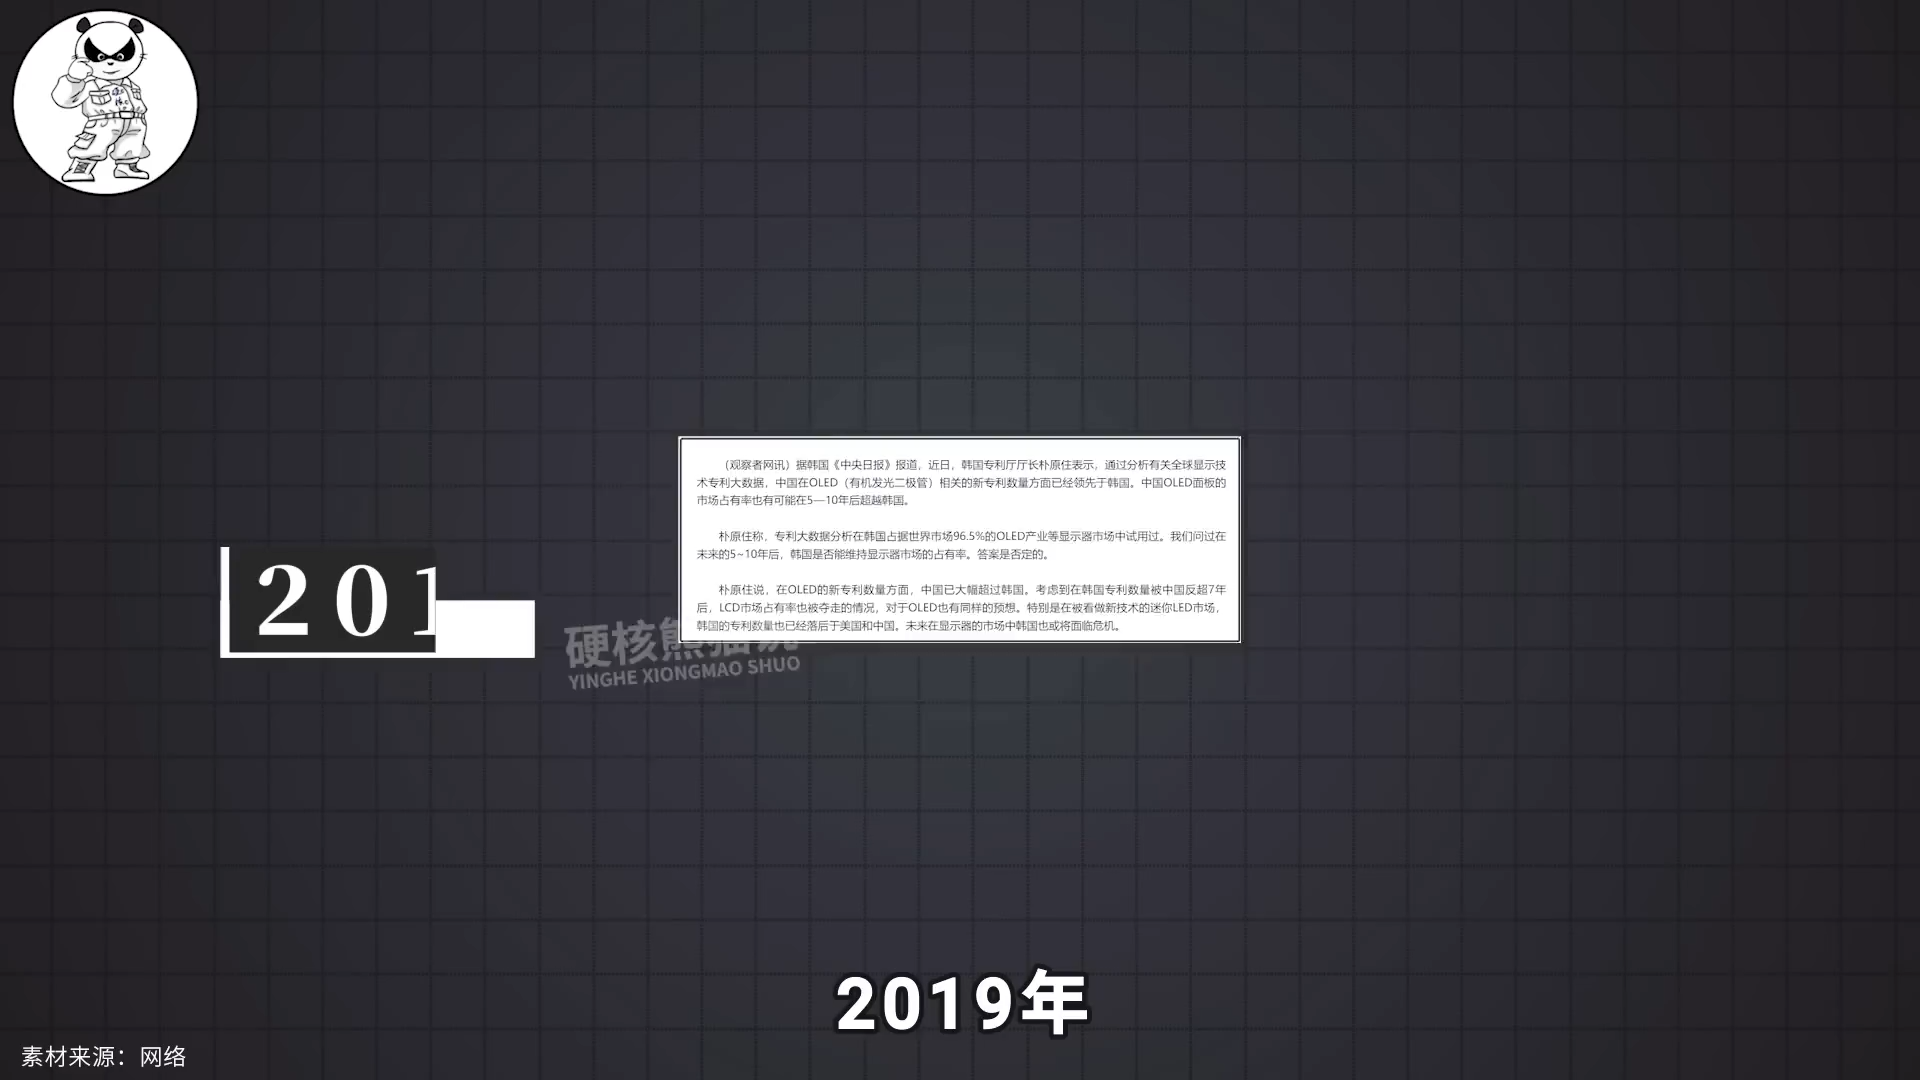 （观察者网讯）据韩国《中央日报》报道，近日，韩国专利厅厅长朴原住表示，通过分析有关全球显示技
术专利大数据，中国在OLED（有机发光二极管）相关的新专利数量方面已经领先于韩国。中国OLED面板的
市场占有率也有可能在5—10年后超越韩国。
朴原住称，专利大数据分析在韩国占据世界市场96.5%的OLED产业等显示器市场中试用过。我们问过在
未来的5~10年后，韩国是否能维持显示器市场的占有率。答案是否定的。
朴原住说，在OLED的新专利数量方面，中国已大幅超过韩国。考虑到在韩国专利数量被中国反超7年
后，LCD市场占有率也被夺走的情况，对于OLED也有同样的预想。特别是在被看做新技术的迷你LED市场，
韩国的专利数量也已经落后于美国和中国。未来在显示器的市场中韩国也或将面临危机。
201
硬核熊猫说
YINGHE XIONGMAO SHUO
2019年
素材来源：网络